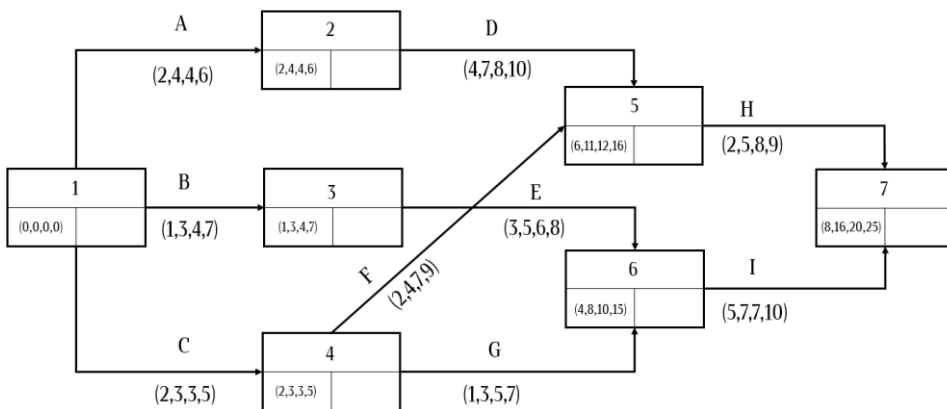 A
(2,4,4,6)
2
(2,4,4,6)
D
(4,7,8,10)
5
(6,11,12,16)
H
(2,5,8,9)
1
(0,0,0,0)
B
(1,3,4,7)
3
(1,3,4,7)
E
(3,5,6,8)
7
(8,16,20,25)
F
(2,4,7,9)
6
(4,8,10,15)
I
(5,7,7,10)
C
(2,3,3,5)
4
(2,3,3,5)
G
(1,3,5,7)